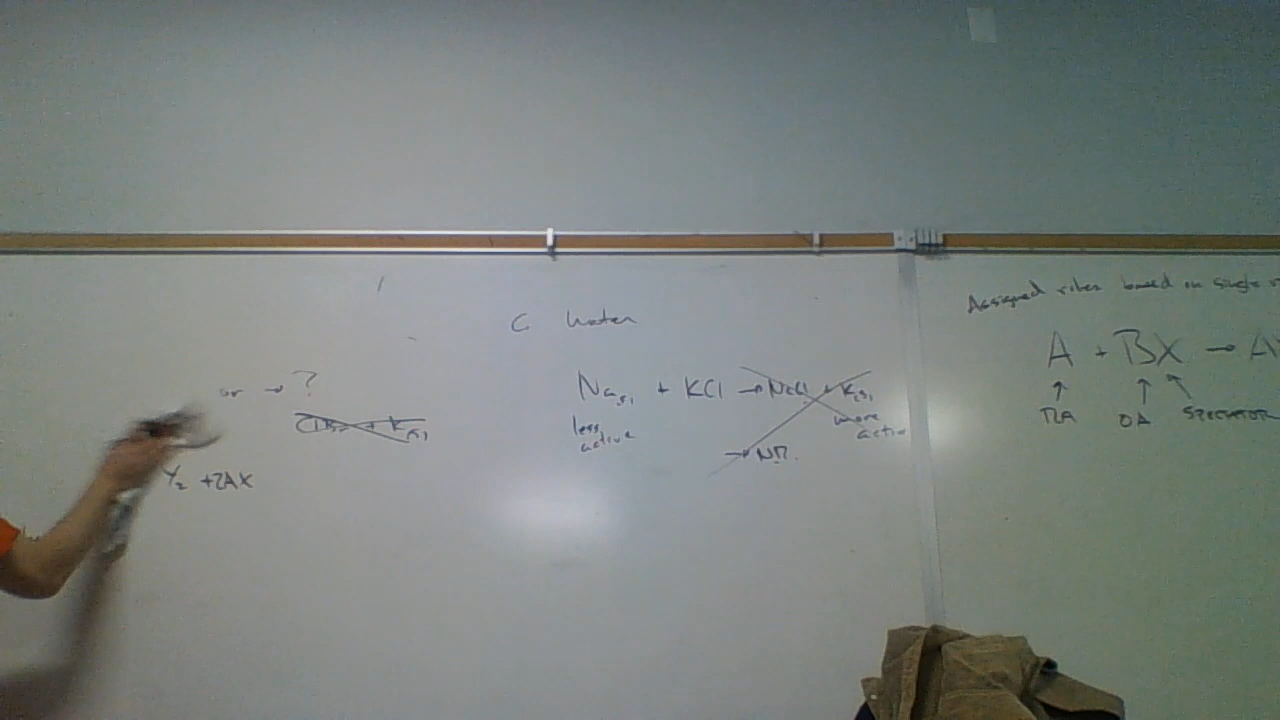 Assigned roles based on single
C water
A + BX → A
RA OA SPECTATOR
or → ?
Na(s) + KCl → NaCl + K(s)
less active
more active
→ NR.
Y₂ + 2AX